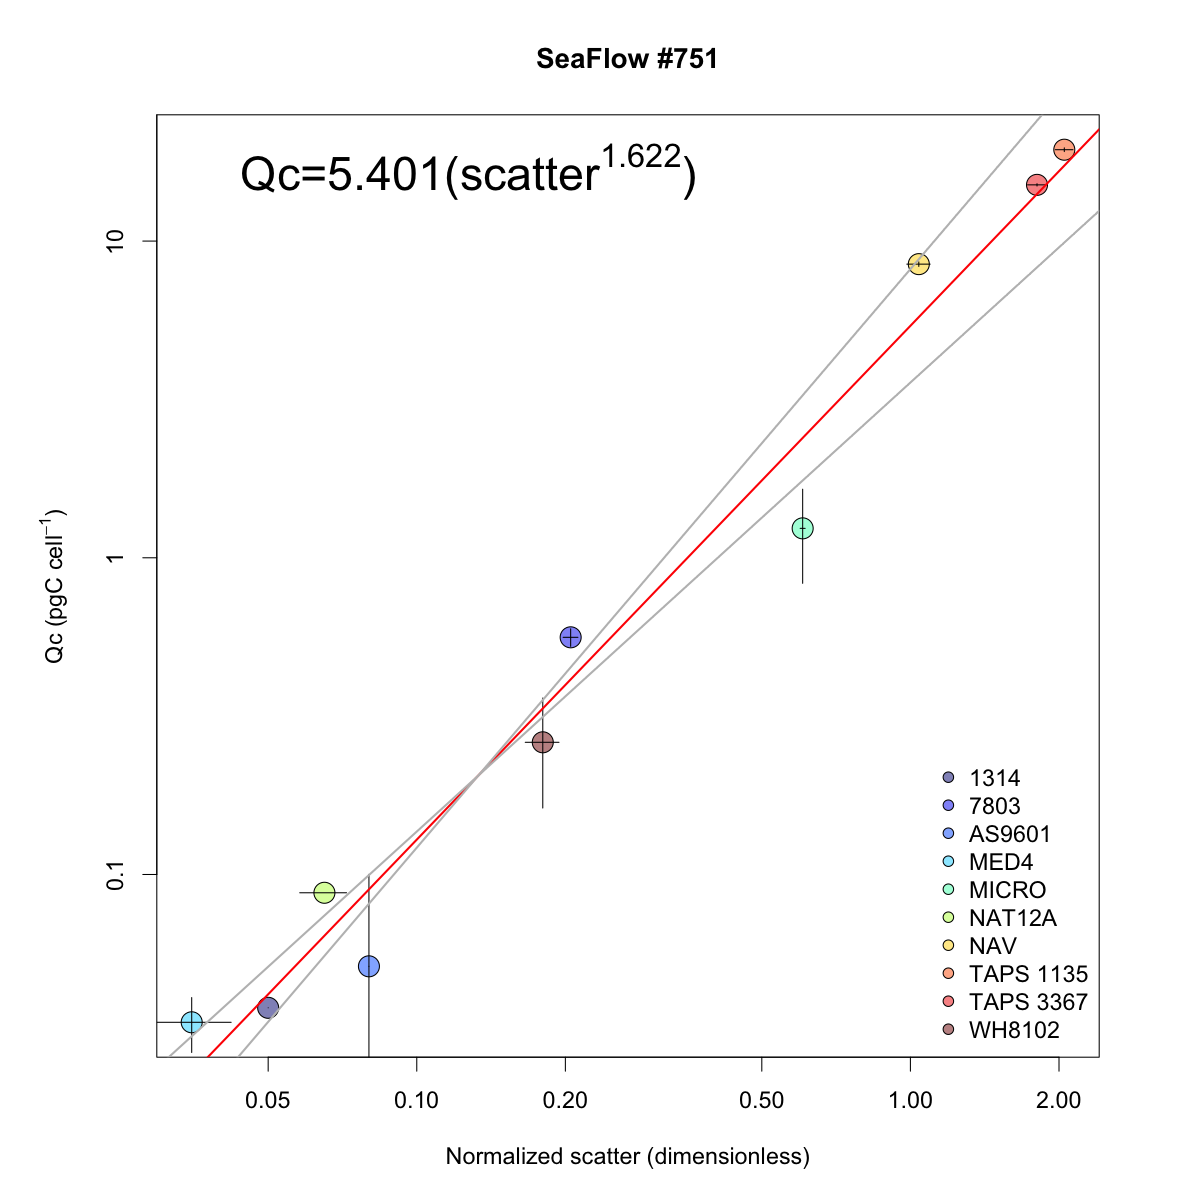 SeaFlow #751
Qc=5.401(scatter^1.622)
10
1
0.1
Qc (pgC cell^−1)
1314
7803
AS9601
MED4
MICRO
NAT12A
NAV
TAPS 1135
TAPS 3367
WH8102
0.05 0.10 0.20 0.50 1.00 2.00
Normalized scatter (dimensionless)